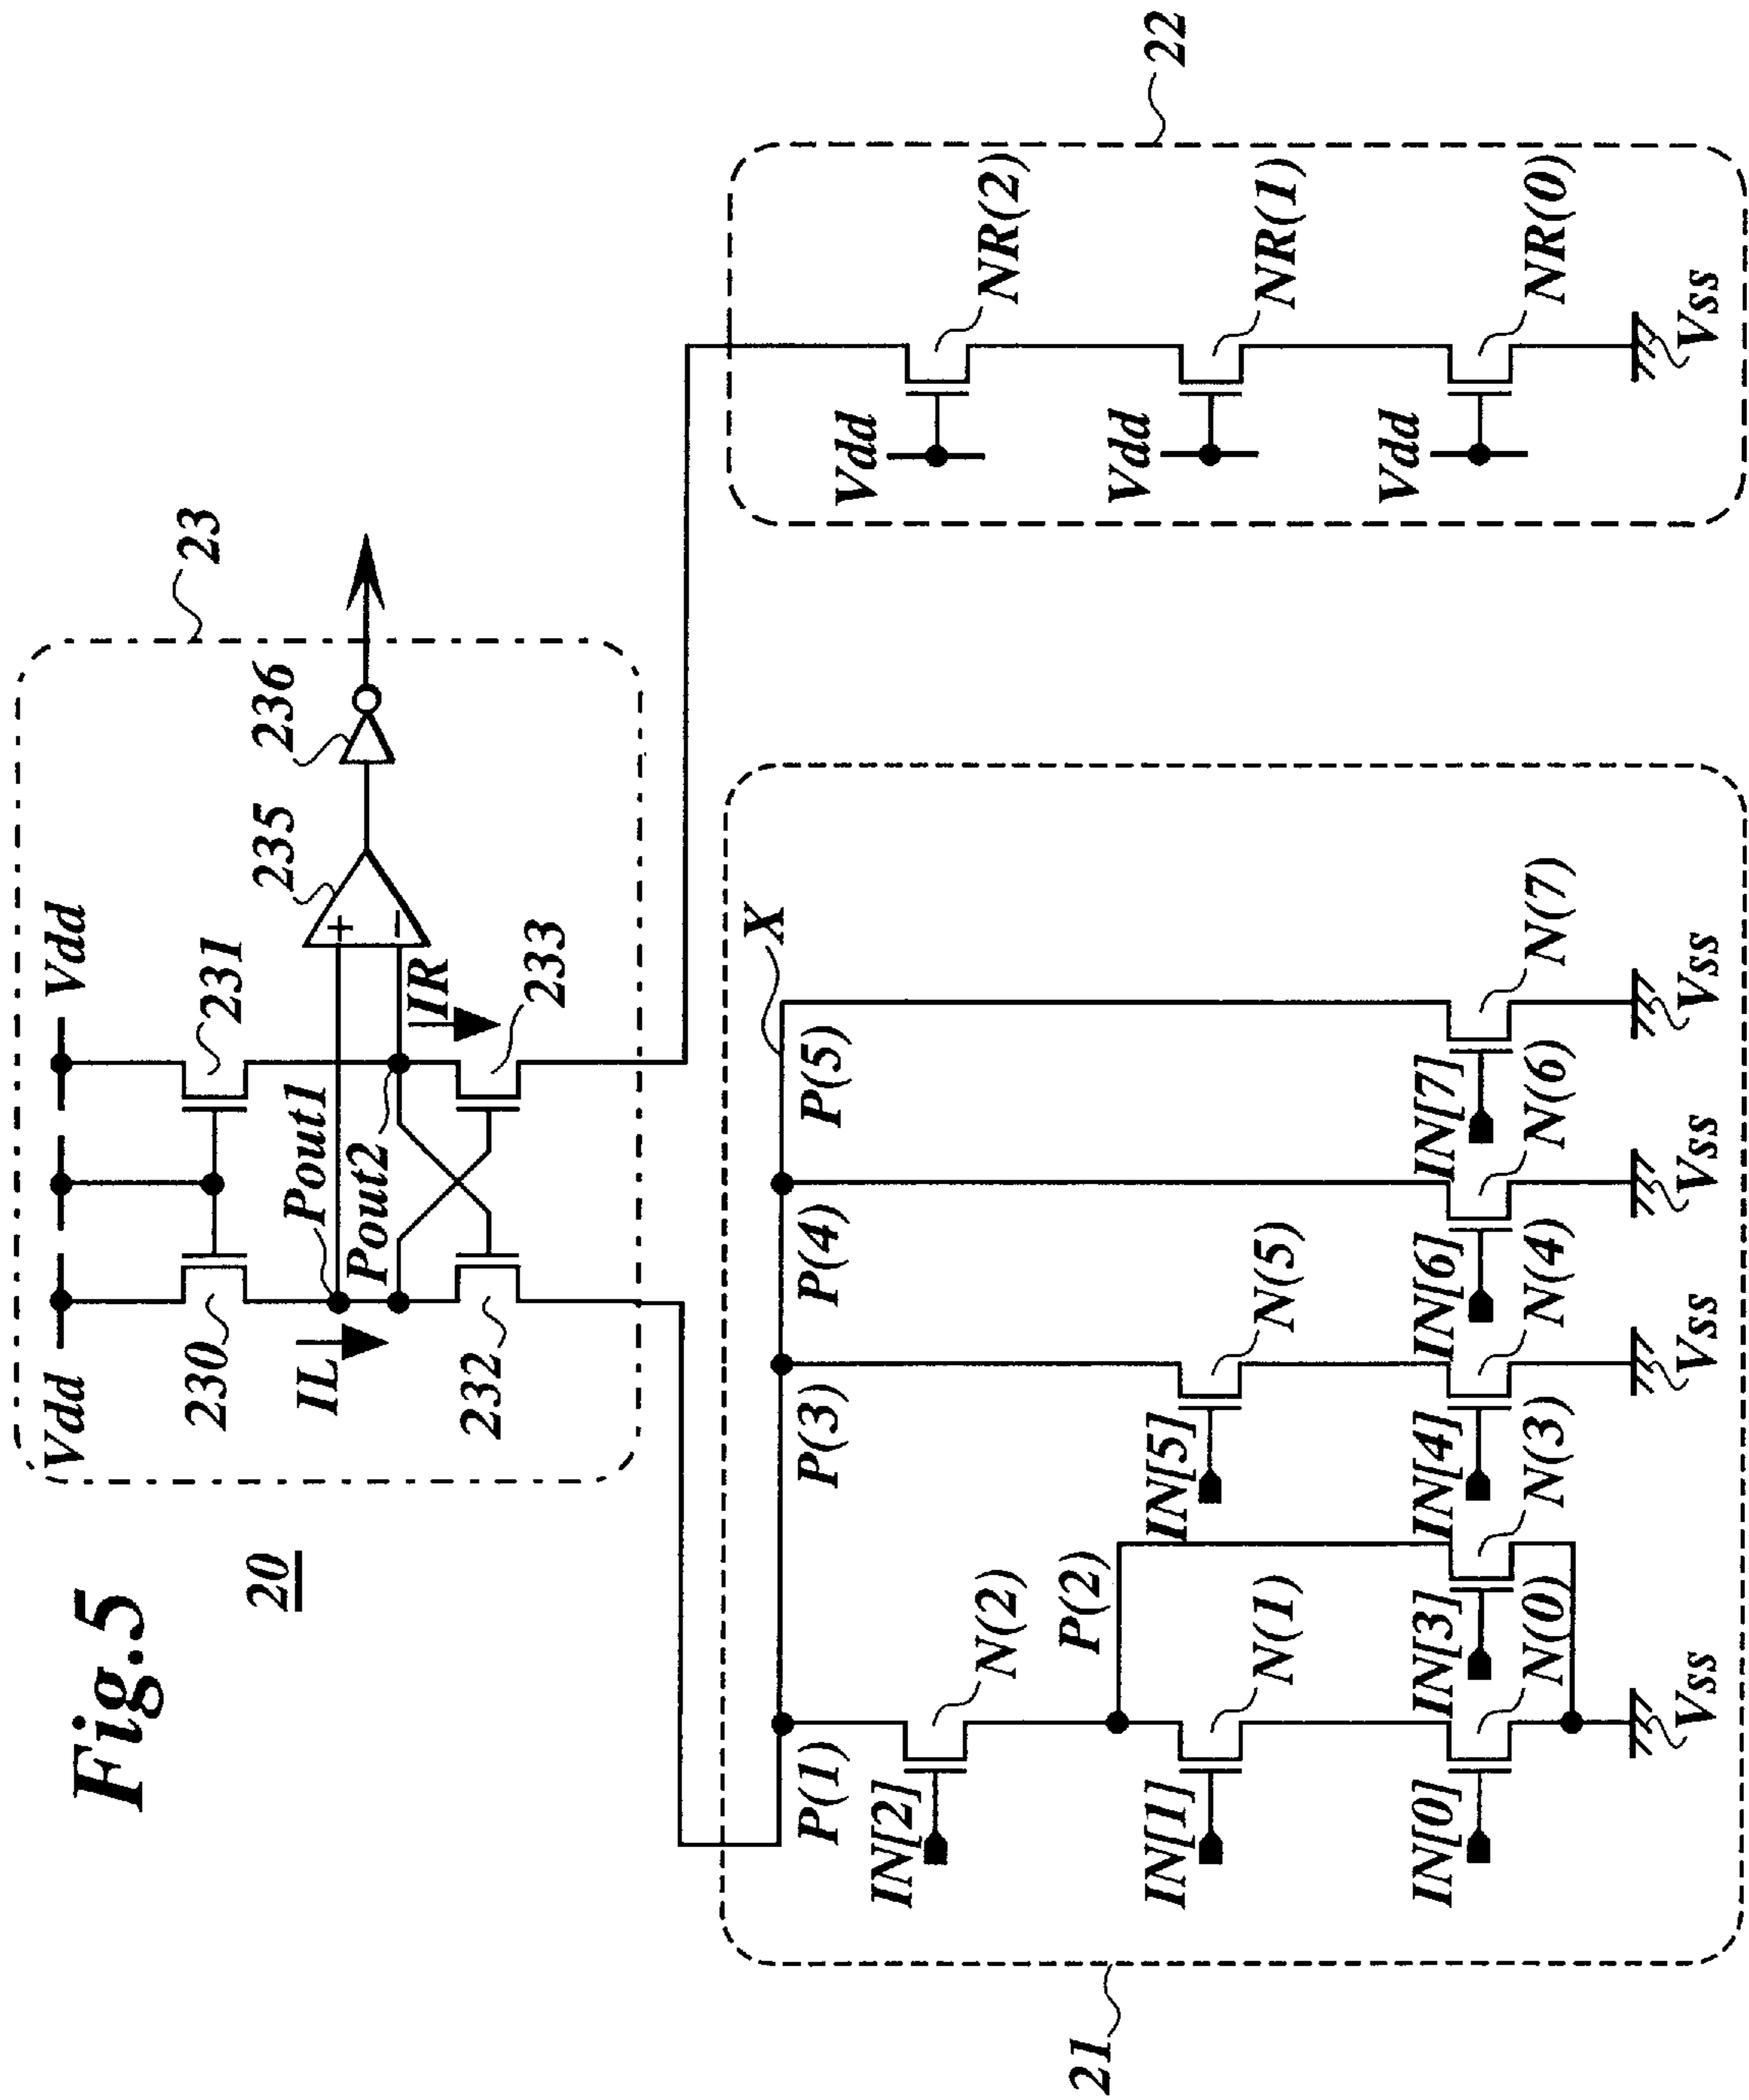 Fig.5
20
23
Vdd
Vdd
230
231
IL
Pout1
Pout2
IR
232
233
235
+
−
236
21
X
P(1)
P(3)
P(4)
P(5)
IN[2]
N(2)
P(2)
IN[1]
N(1)
IN[5]
N(5)
IN[0]
N(0)
IN[3]
N(3)
IN[4]
N(4)
IN[6]
N(6)
IN[7]
N(7)
Vss
Vss
Vss
Vss
22
Vdd
NR(2)
Vdd
NR(1)
Vdd
NR(0)
Vss